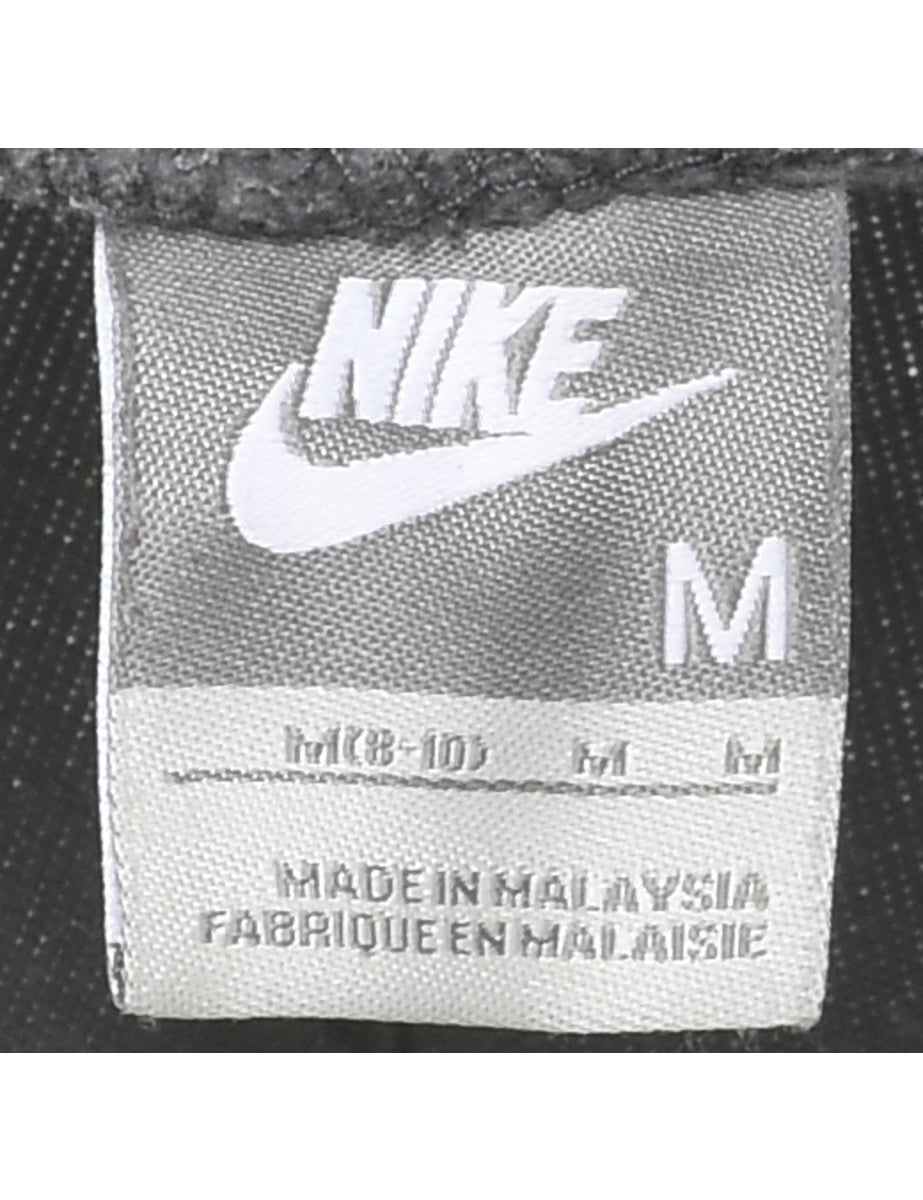 NIKE
M
M(8-10) M M
MADE IN MALAYSIA
FABRIQUE EN MALAISIE